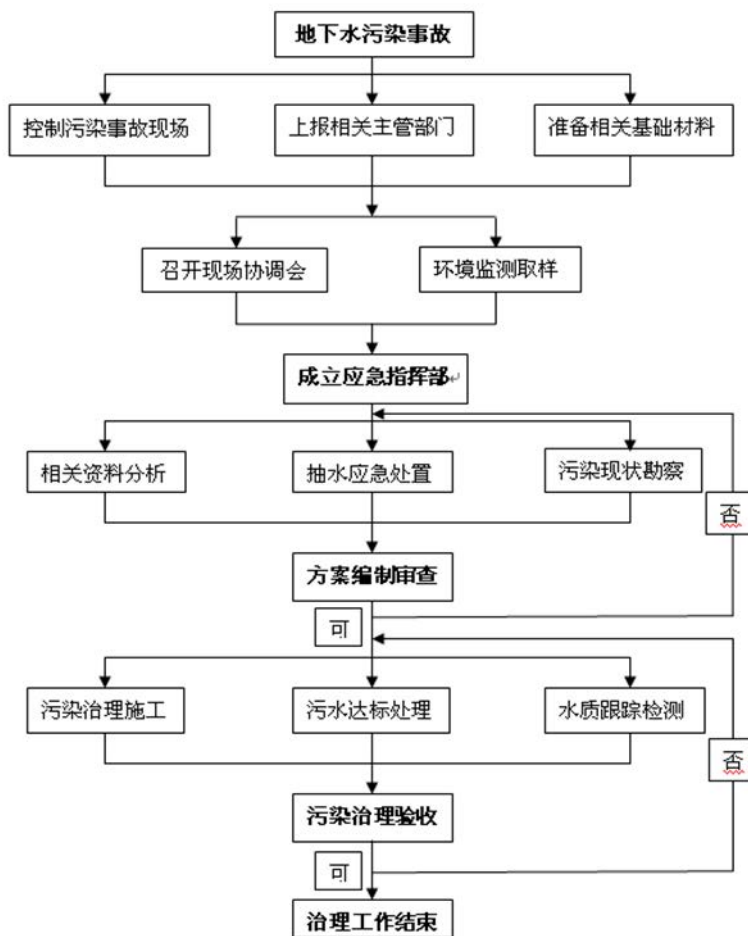 地下水污染事故
控制污染事故现场
上报相关主管部门
准备相关基础材料
召开现场协调会
环境监测取样
成立应急指挥部
相关资料分析
抽水应急处置
污染现状勘察
否
方案编制审查
可
污染治理施工
污水达标处理
水质跟踪检测
否
污染治理验收
可
治理工作结束